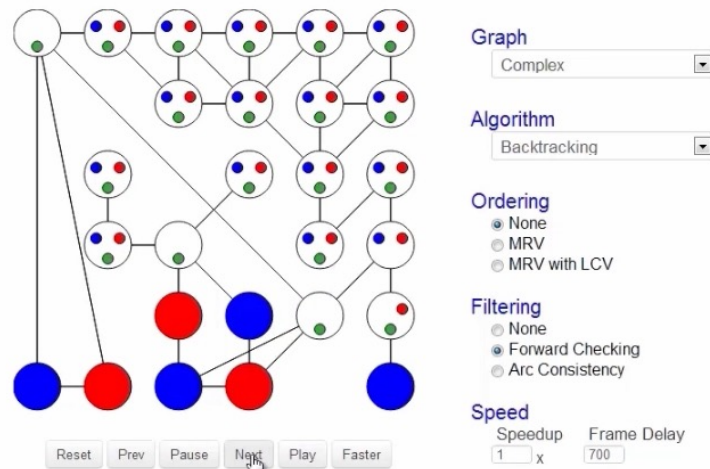 Graph
Complex
Algorithm
Backtracking
Ordering
None
MRV
MRV with LCV
Filtering
None
Forward Checking
Arc Consistency
Speed
Speedup Frame Delay
1 x 700
Reset Prev Pause Next Play Faster